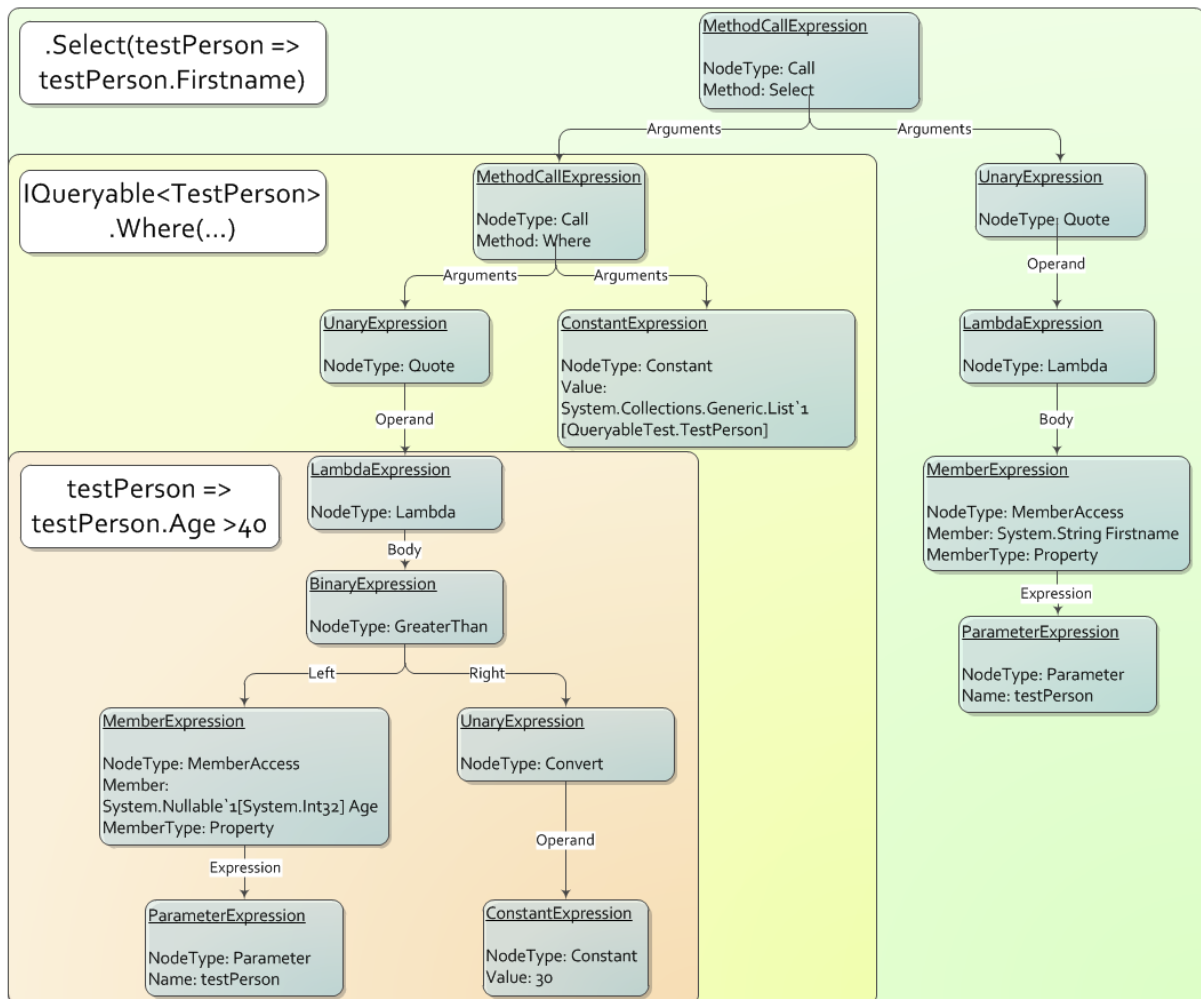 .Select(testPerson =>
testPerson.Firstname)
MethodCallExpression
NodeType: Call
Method: Select
Arguments
Arguments
IQueryable<TestPerson>
.Where(...)
MethodCallExpression
NodeType: Call
Method: Where
UnaryExpression
NodeType: Quote
Arguments
Arguments
Operand
UnaryExpression
NodeType: Quote
ConstantExpression
NodeType: Constant
Value:
System.Collections.Generic.List`1
[QueryableTest.TestPerson]
LambdaExpression
NodeType: Lambda
Operand
Body
testPerson =>
testPerson.Age >40
LambdaExpression
NodeType: Lambda
MemberExpression
NodeType: MemberAccess
Member: System.String Firstname
MemberType: Property
Body
BinaryExpression
NodeType: GreaterThan
Expression
ParameterExpression
NodeType: Parameter
Name: testPerson
Left
Right
MemberExpression
NodeType: MemberAccess
Member:
System.Nullable`1[System.Int32] Age
MemberType: Property
UnaryExpression
NodeType: Convert
Expression
Operand
ParameterExpression
NodeType: Parameter
Name: testPerson
ConstantExpression
NodeType: Constant
Value: 30